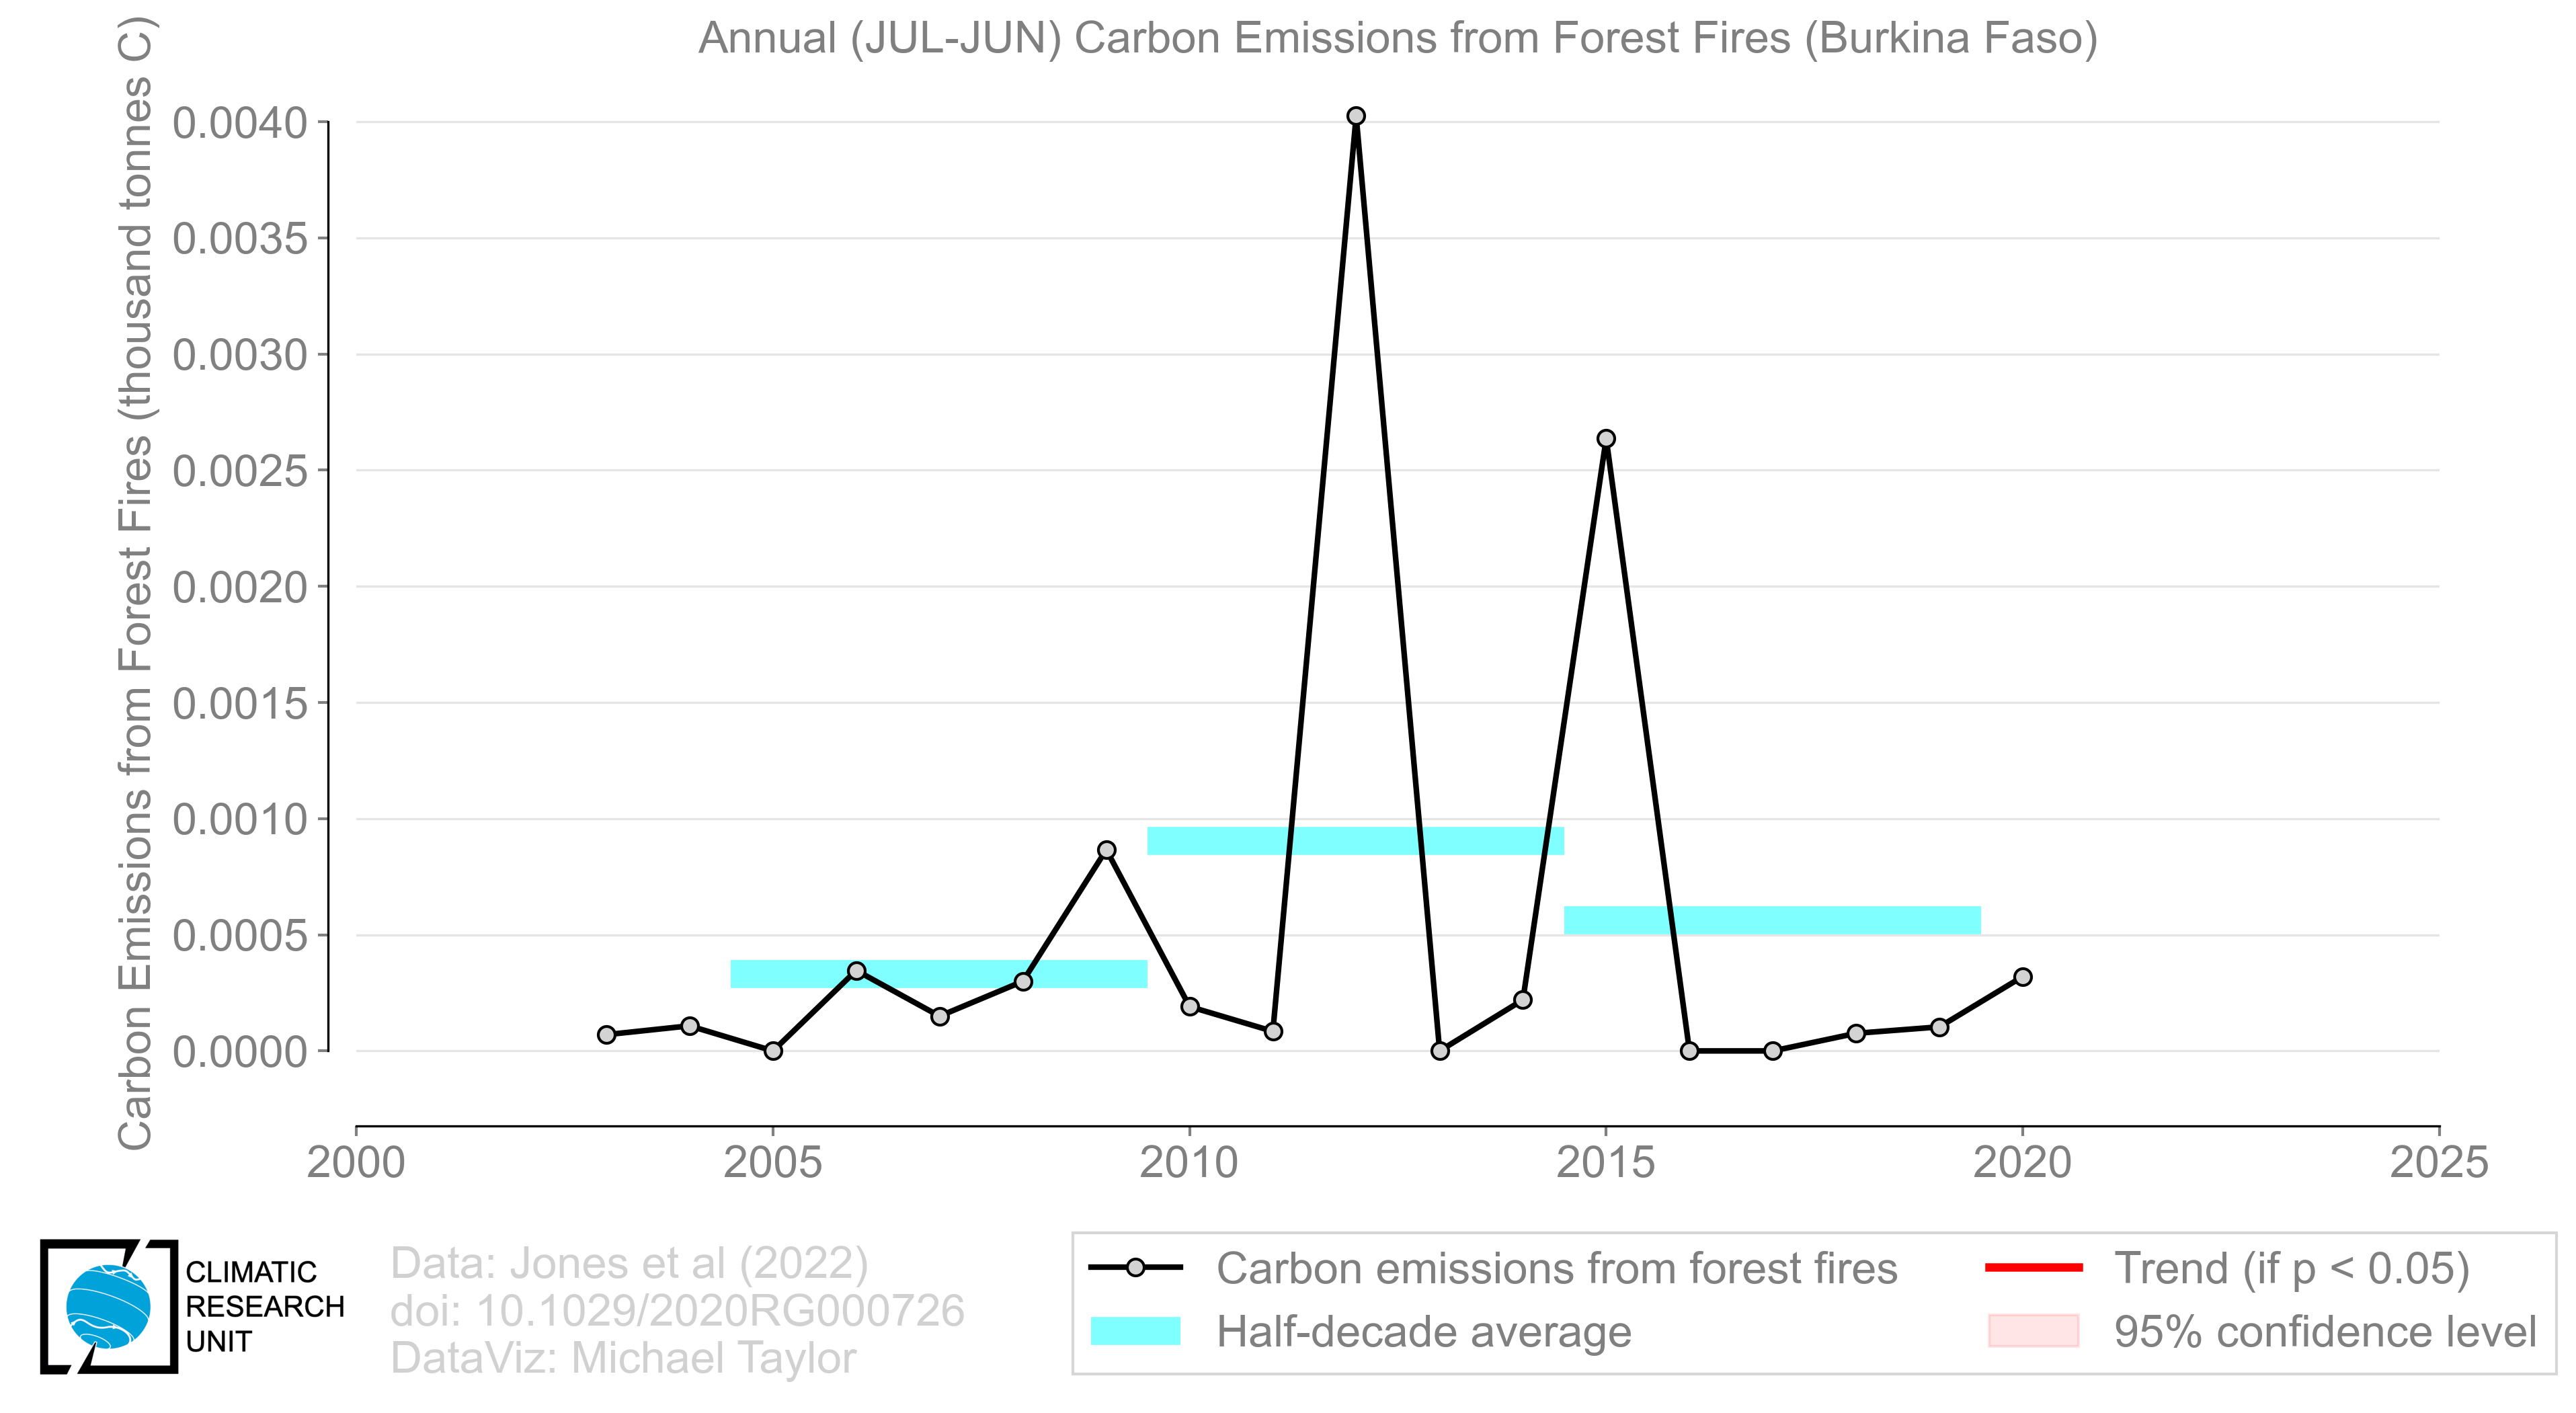 Annual (JUL-JUN) Carbon Emissions from Forest Fires (Burkina Faso)
Carbon Emissions from Forest Fires (thousand tonnes C)
0.0040
0.0035
0.0030
0.0025
0.0020
0.0015
0.0010
0.0005
0.0000
2000 2005 2010 2015 2020 2025
CLIMATIC
RESEARCH
UNIT
Data: Jones et al (2022)
doi: 10.1029/2020RG000726
DataViz: Michael Taylor
Carbon emissions from forest fires
Half-decade average
Trend (if p < 0.05)
95% confidence level